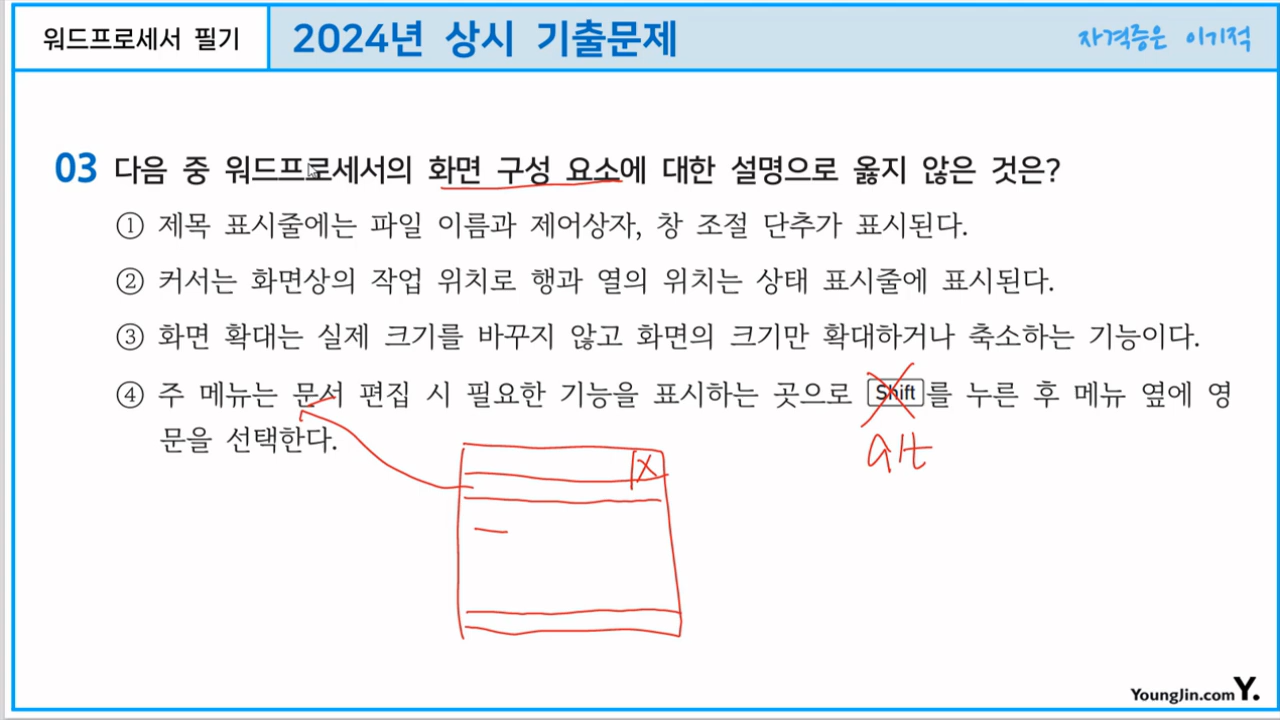 워드프로세서 필기
2024년 상시 기출문제
자격증은 이기적
03 다음 중 워드프로세서의 화면 구성 요소에 대한 설명으로 옳지 않은 것은?
① 제목 표시줄에는 파일 이름과 제어상자, 창 조절 단추가 표시된다.
② 커서는 화면상의 작업 위치로 행과 열의 위치는 상태 표시줄에 표시된다.
③ 화면 확대는 실제 크기를 바꾸지 않고 화면의 크기만 확대하거나 축소하는 기능이다.
④ 주 메뉴는 문서 편집 시 필요한 기능을 표시하는 곳으로 Shift를 누른 후 메뉴 옆에 영
문을 선택한다.
alt
X
YoungJin.com Y.